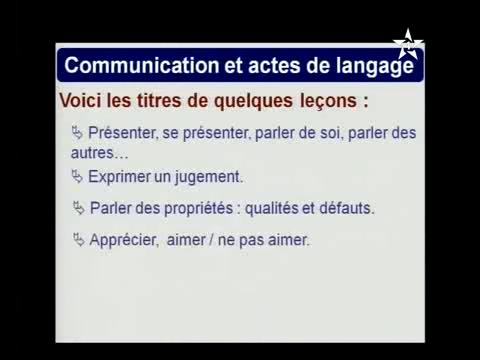 Communication et actes de langage
Voici les titres de quelques leçons :
Présenter, se présenter, parler de soi, parler des
autres…
Exprimer un jugement.
Parler des propriétés : qualités et défauts.
Apprécier, aimer / ne pas aimer.